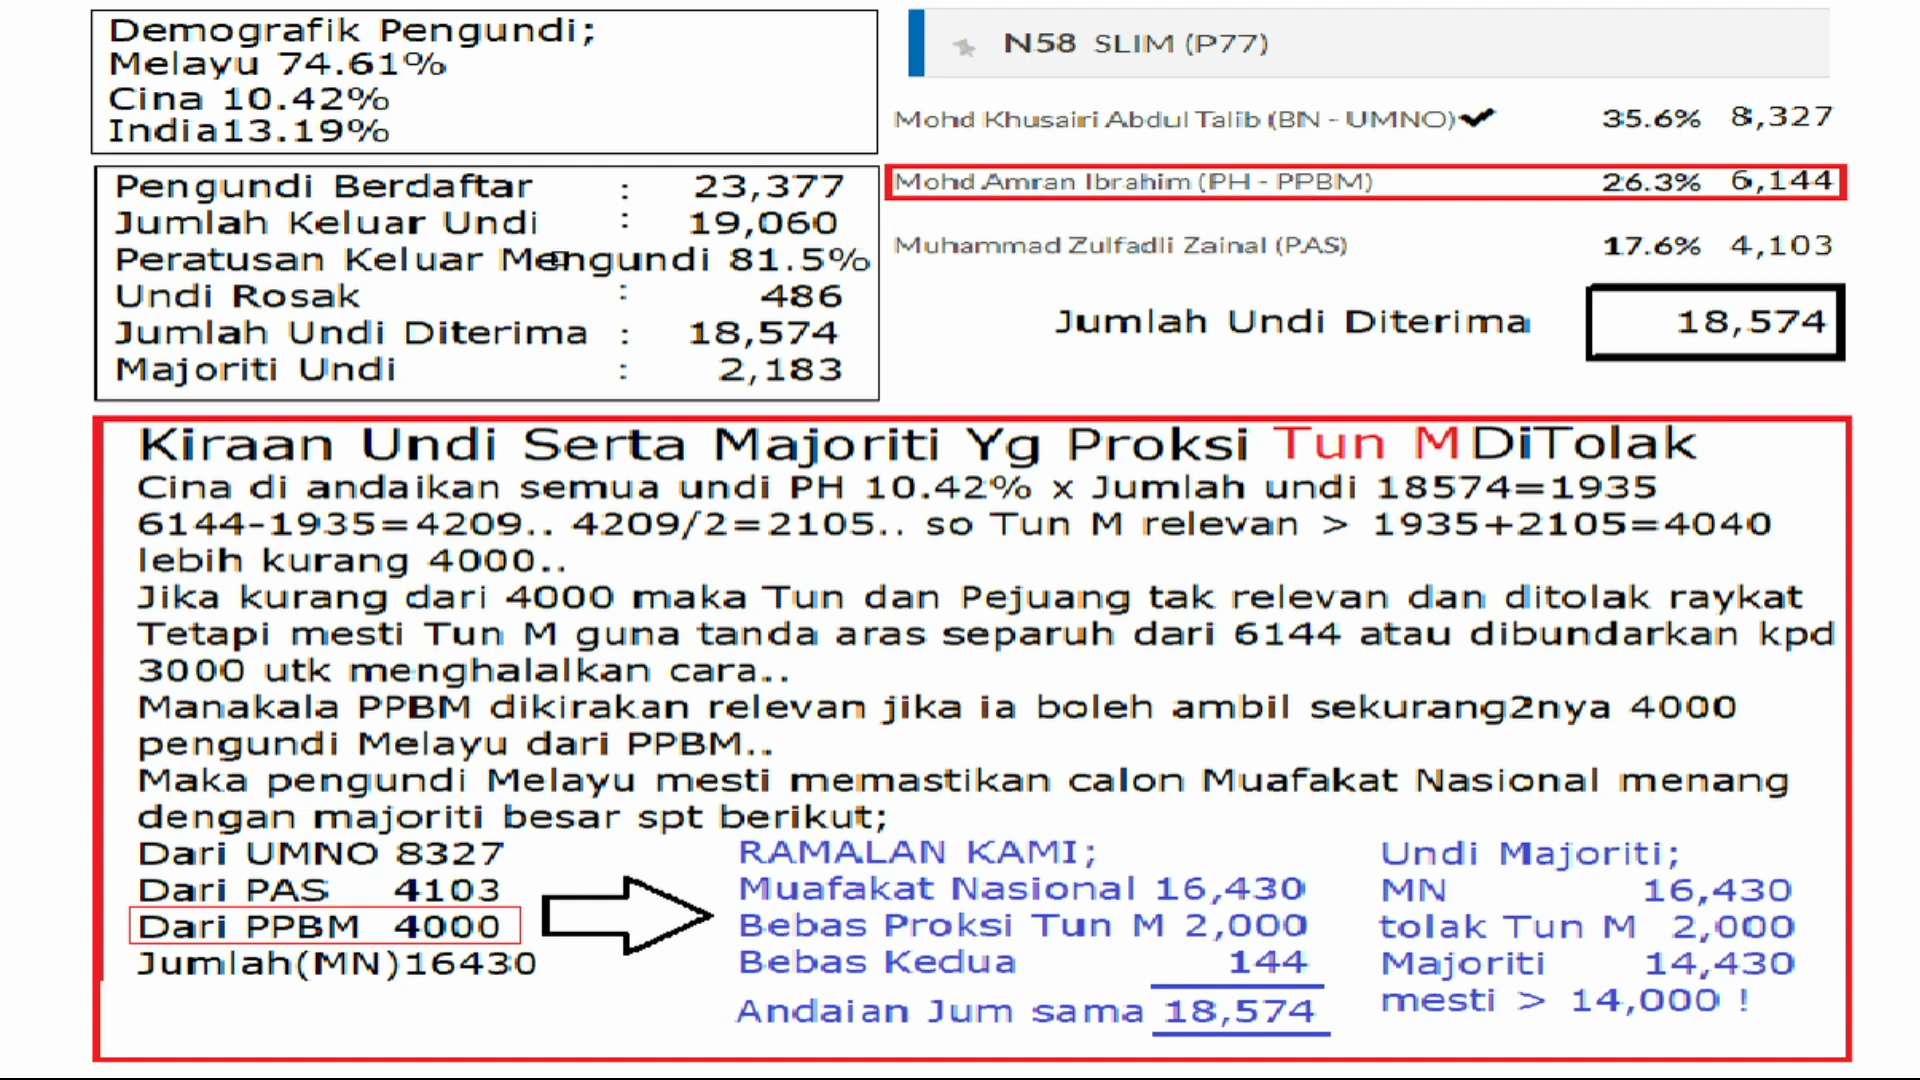 Demografik Pengundi;
Melayu 74.61%
Cina 10.42%
India13.19%
Pengundi Berdaftar : 23,377
Jumlah Keluar Undi : 19,060
Peratusan Keluar Mengundi 81.5%
Undi Rosak : 486
Jumlah Undi Diterima : 18,574
Majoriti Undi : 2,183
N58 SLIM (P77)
Mohd Khusairi Abdul Talib (BN - UMNO)✔ 35.6% 8,327
Mohd Amran Ibrahim (PH - PPBM) 26.3% 6,144
Muhammad Zulfadli Zainal (PAS) 17.6% 4,103
Jumlah Undi Diterima 18,574
Kiraan Undi Serta Majoriti Yg Proksi Tun M DiTolak
Cina di andaikan semua undi PH 10.42% x Jumlah undi 18574=1935
6144-1935=4209.. 4209/2=2105.. so Tun M relevan > 1935+2105=4040
lebih kurang 4000..
Jika kurang dari 4000 maka Tun dan Pejuang tak relevan dan ditolak raykat
Tetapi mesti Tun M guna tanda aras separuh dari 6144 atau dibundarkan kpd
3000 utk menghalalkan cara..
Manakala PPBM dikirakan relevan jika ia boleh ambil sekurang2nya 4000
pengundi Melayu dari PPBM..
Maka pengundi Melayu mesti memastikan calon Muafakat Nasional menang
dengan majoriti besar spt berikut;
Dari UMNO 8327
Dari PAS 4103
Dari PPBM 4000
Jumlah(MN)16430
RAMALAN KAMI;
Muafakat Nasional 16,430
Bebas Proksi Tun M 2,000
Bebas Kedua 144
Andaian Jum sama 18,574
Undi Majoriti;
MN 16,430
tolak Tun M 2,000
Majoriti 14,430
mesti > 14,000 !